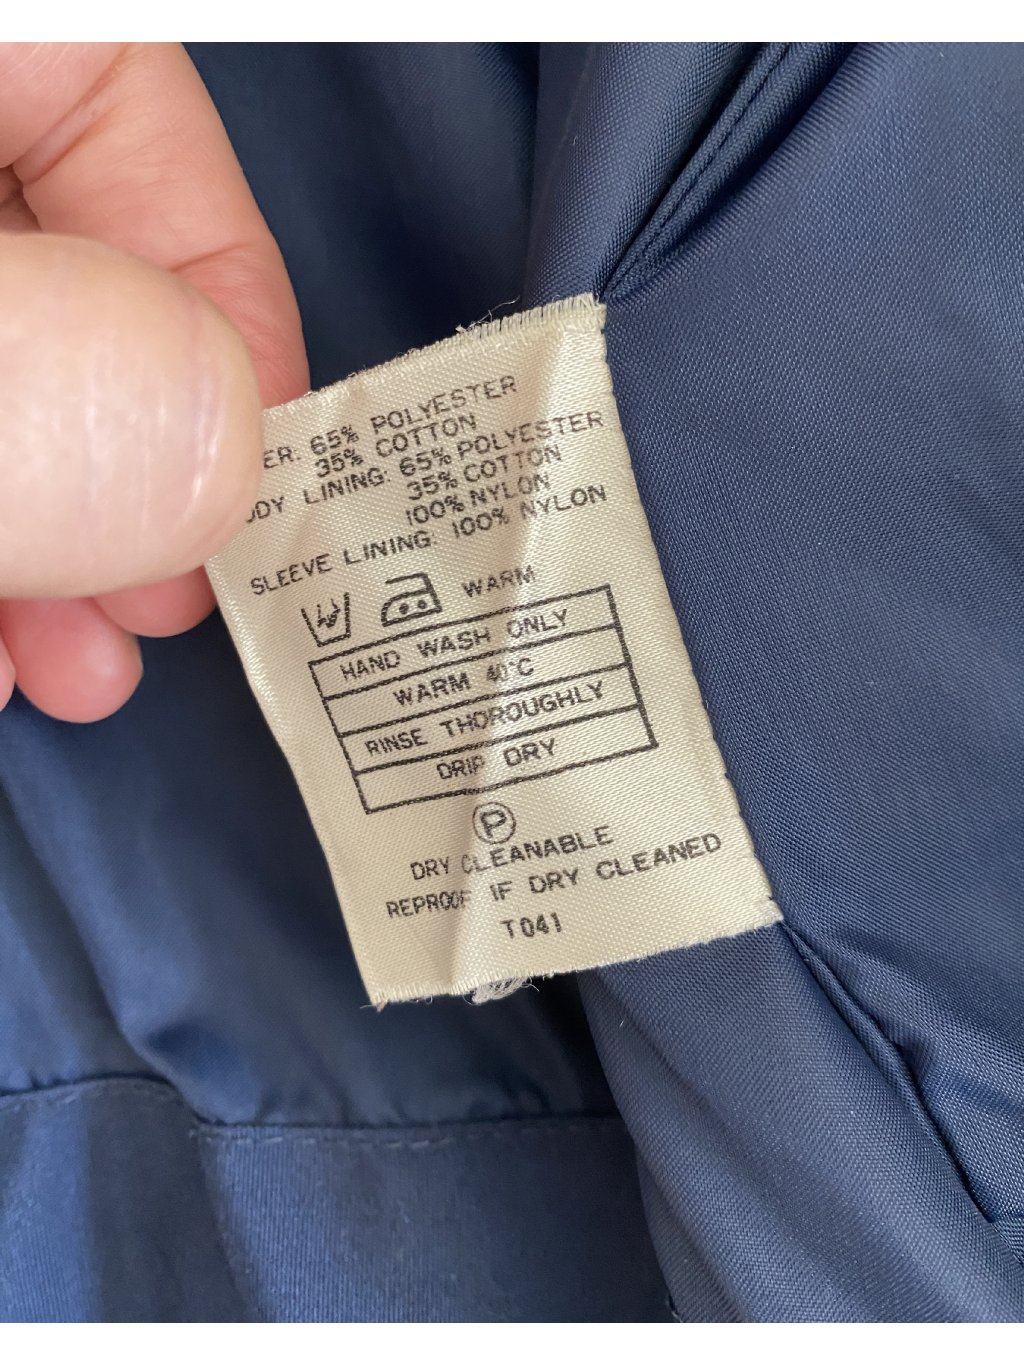 ER: 65% POLYESTER
35% COTTON
ODY LINING: 65% POLYESTER
35% COTTON
100% NYLON
SLEEVE LINING: 100% NYLON
WARM
HAND WASH ONLY
WARM 40°C
RINSE THOROUGHLY
DRIP DRY
P
DRY CLEANABLE
REPROOF IF DRY CLEANED
T041